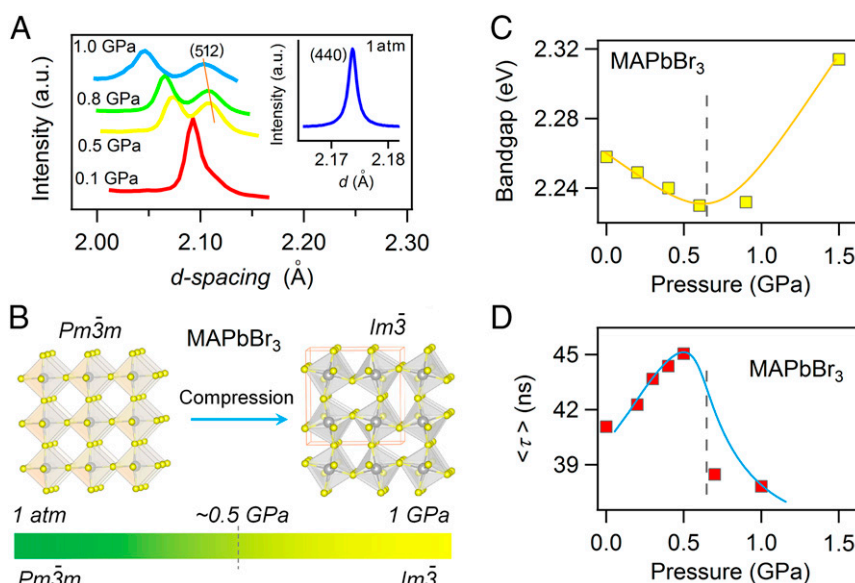 A
Intensity (a.u.)
1.0 GPa
0.8 GPa
0.5 GPa
0.1 GPa
(512)
2.00
2.10
2.20
2.30
d-spacing (Å)
Intensity (a.u.)
(440)
1 atm
2.17
2.18
d (Å)
B
Pm3̄m
MAPbBr₃
Im3̄
Compression
1 atm
~0.5 GPa
1 GPa
Pm3̄m
Im3̄
C
MAPbBr₃
Bandgap (eV)
2.32
2.28
2.24
0.0
0.5
1.0
1.5
Pressure (GPa)
D
MAPbBr₃
<τ> (ns)
45
42
39
0.0
0.5
1.0
1.5
Pressure (GPa)